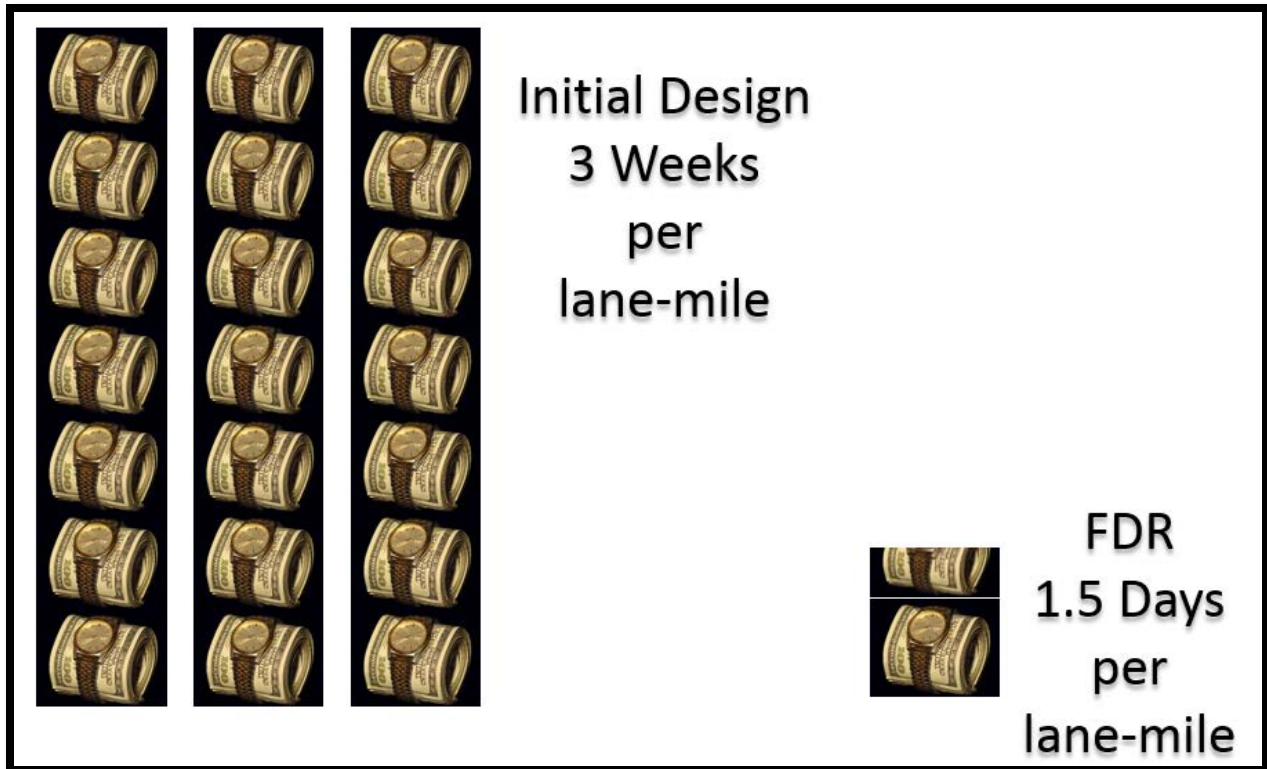 Initial Design
3 Weeks
per
lane-mile
FDR
1.5 Days
per
lane-mile